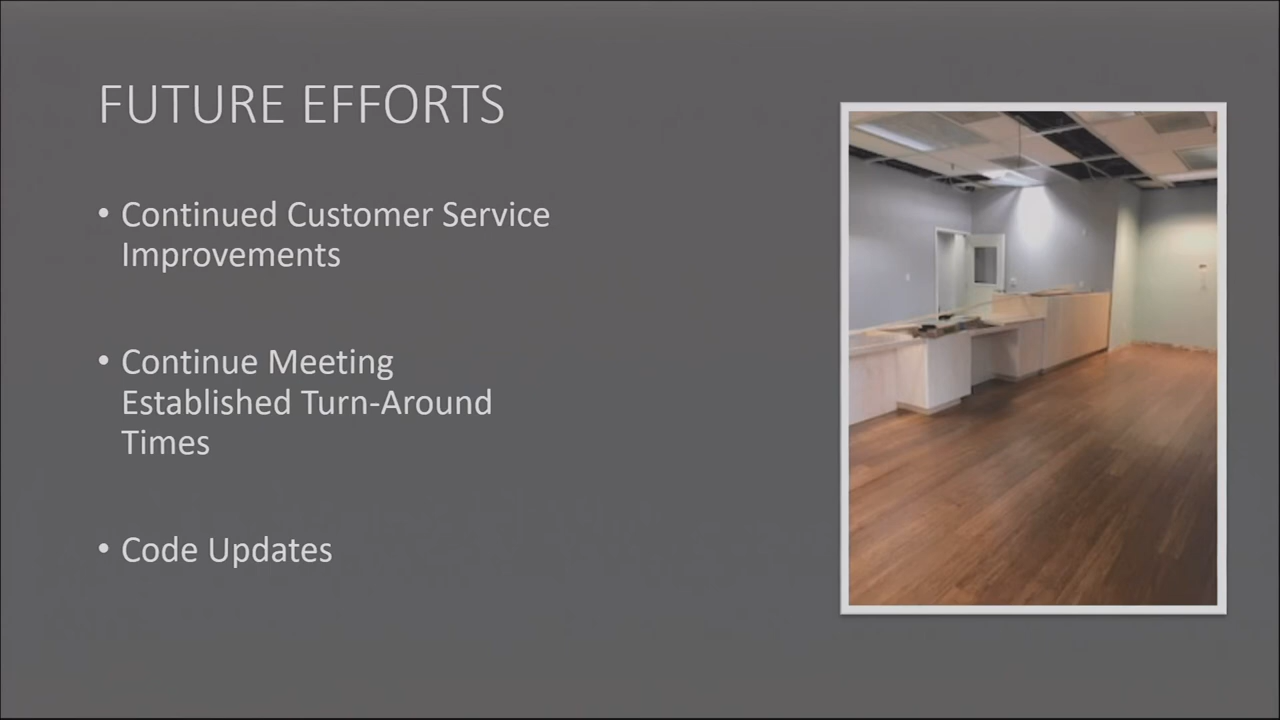 FUTURE EFFORTS
• Continued Customer Service
Improvements
• Continue Meeting
Established Turn-Around
Times
• Code Updates